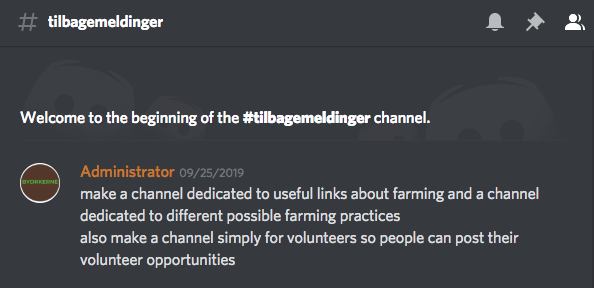 # tilbagemeldinger
Welcome to the beginning of the #tilbagemeldinger channel.
BYORKERNE
Administrator 09/25/2019
make a channel dedicated to useful links about farming and a channel
dedicated to different possible farming practices
also make a channel simply for volunteers so people can post their
volunteer opportunities